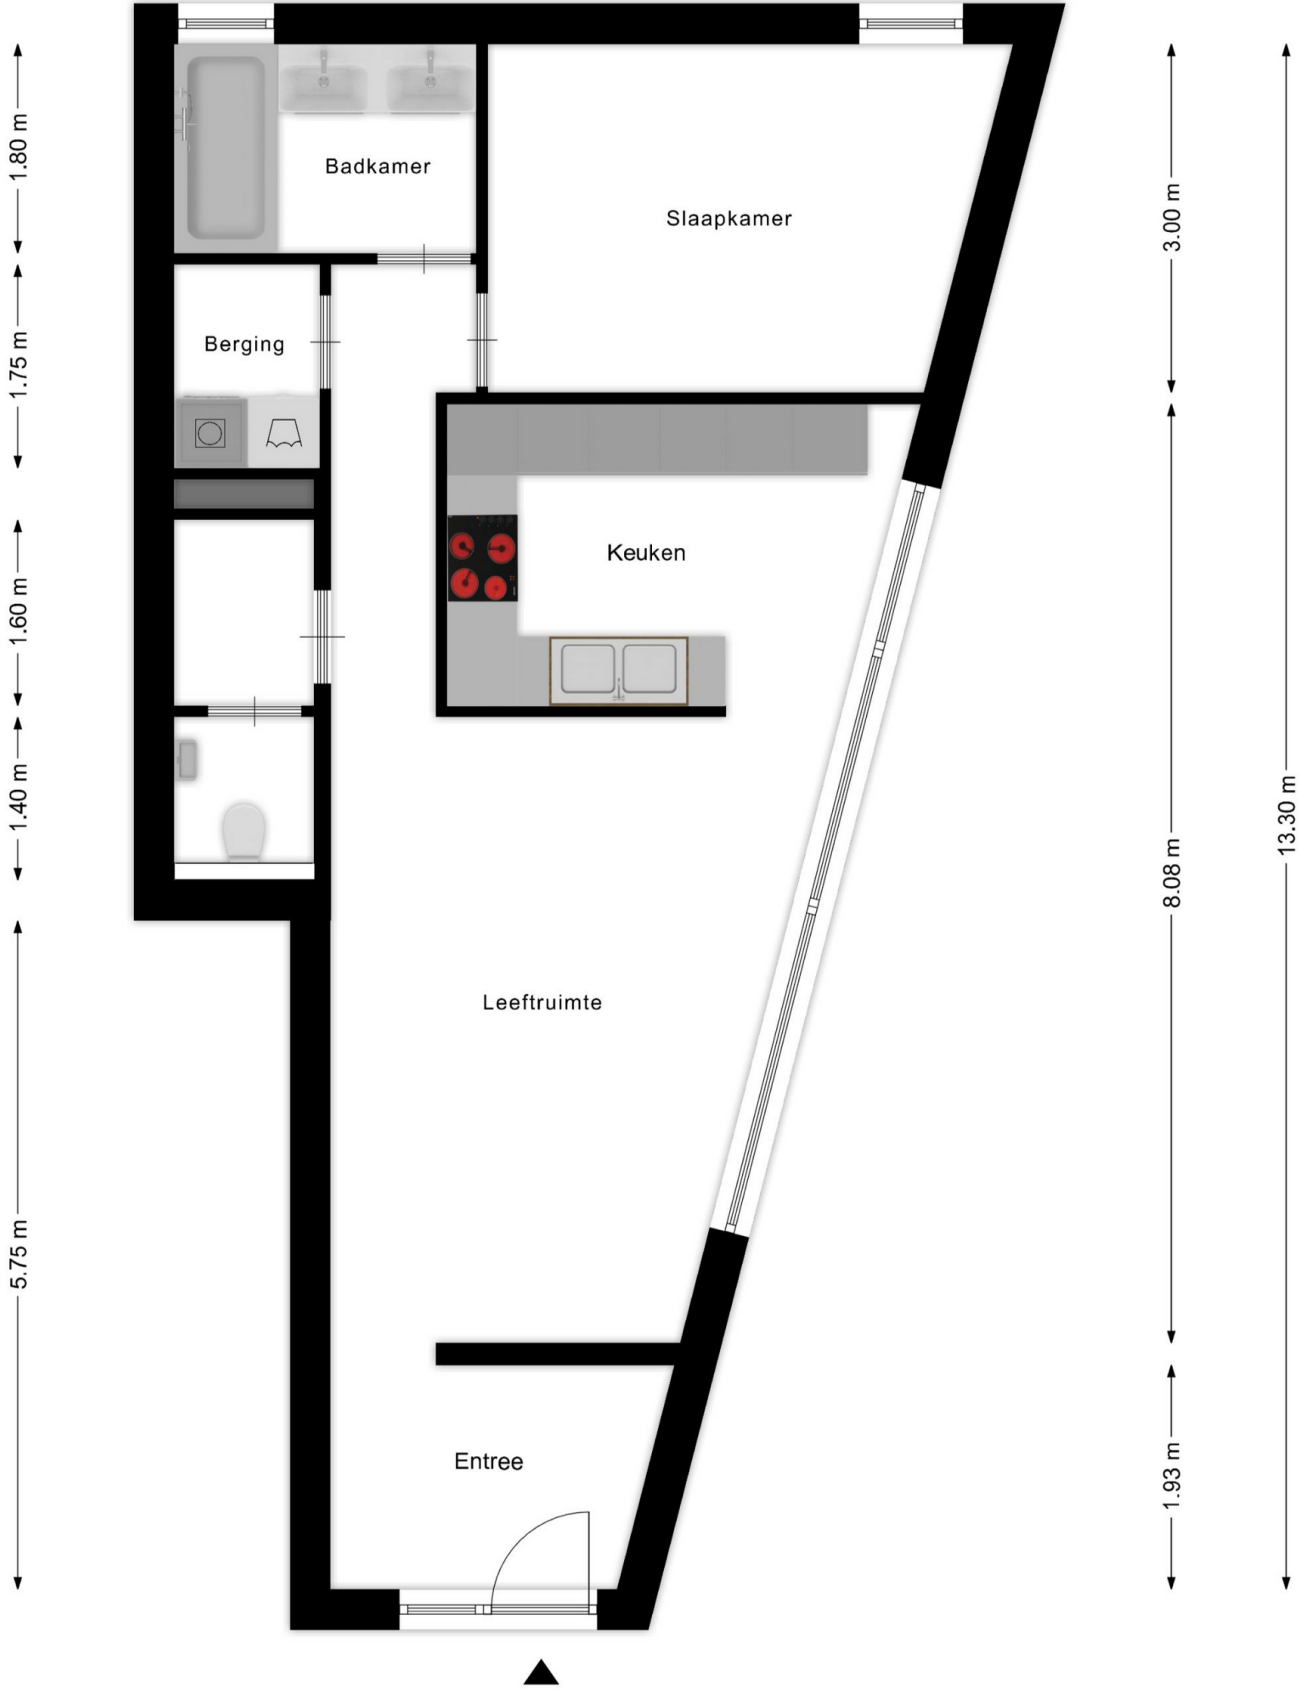 1.80 m
Badkamer
Slaapkamer
3.00 m
1.75 m
Berging
Keuken
1.60 m
1.40 m
8.08 m
13.30 m
Leeftruimte
5.75 m
Entree
1.93 m